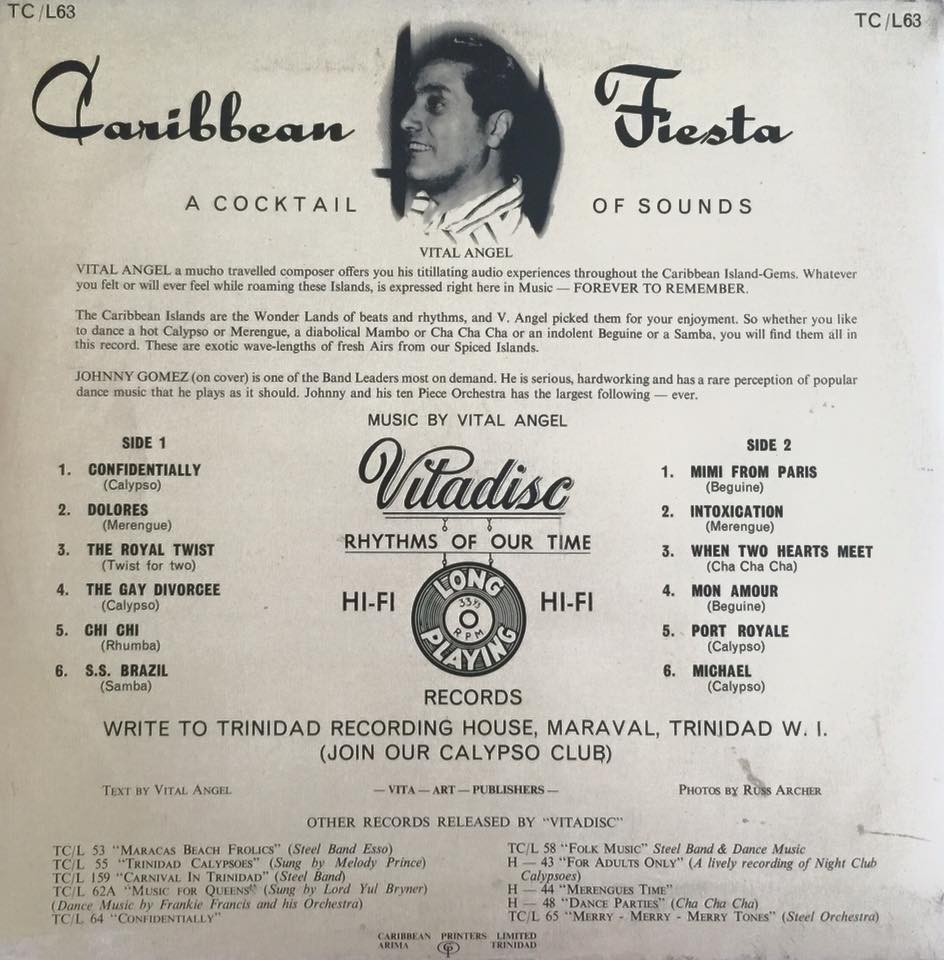 TC/L63
TC/L63
Caribbean Fiesta
A COCKTAIL OF SOUNDS
VITAL ANGEL
VITAL ANGEL a mucho travelled composer offers you his titillating audio experiences throughout the Caribbean Island-Gems. Whatever
you felt or will ever feel while roaming these Islands, is expressed right here in Music — FOREVER TO REMEMBER.
The Caribbean Islands are the Wonder Lands of beats and rhythms, and V. Angel picked them for your enjoyment. So whether you like
to dance a hot Calypso or Merengue, a diabolical Mambo or Cha Cha Cha or an indolent Beguine or a Samba, you will find them all in
this record. These are exotic wave-lengths of fresh Airs from our Spiced Islands.
JOHNNY GOMEZ (on cover) is one of the Band Leaders most on demand. He is serious, hardworking and has a rare perception of popular
dance music that he plays as it should. Johnny and his ten Piece Orchestra has the largest following — ever.
MUSIC BY VITAL ANGEL
SIDE 1
1. CONFIDENTIALLY
(Calypso)
2. DOLORES
(Merengue)
3. THE ROYAL TWIST
(Twist for two)
4. THE GAY DIVORCEE
(Calypso)
5. CHI CHI
(Rhumba)
6. S.S. BRAZIL
(Samba)
Vitadisc
RHYTHMS OF OUR TIME
HI-FI
LONG
33⅓
RPM
PLAYING
HI-FI
RECORDS
SIDE 2
1. MIMI FROM PARIS
(Beguine)
2. INTOXICATION
(Merengue)
3. WHEN TWO HEARTS MEET
(Cha Cha Cha)
4. MON AMOUR
(Beguine)
5. PORT ROYALE
(Calypso)
6. MICHAEL
(Calypso)
WRITE TO TRINIDAD RECORDING HOUSE, MARAVAL, TRINIDAD W. I.
(JOIN OUR CALYPSO CLUB)
TEXT BY VITAL ANGEL
— VITA — ART — PUBLISHERS —
PHOTOS BY RUSS ARCHER
OTHER RECORDS RELEASED BY "VITADISC"
TC/L 53 "MARACAS BEACH FROLICS" (Steel Band Esso)
TC/L 55 "TRINIDAD CALYPSOES" (Sung by Melody Prince)
TC/L 159 "CARNIVAL IN TRINIDAD" (Steel Band)
TC/L 62A "MUSIC FOR QUEENS" (Sung by Lord Yul Bryner)
(Dance Music by Frankie Francis and his Orchestra)
TC/L 64 "CONFIDENTIALLY"
TC/L 58 "FOLK MUSIC" Steel Band & Dance Music
H — 43 "FOR ADULTS ONLY" (A lively recording of Night Club
Calypsoes)
H — 44 "MERENGUES TIME"
H — 48 "DANCE PARTIES" (Cha Cha Cha)
TC/L 65 "MERRY - MERRY - MERRY TONES" (Steel Orchestra)
CARIBBEAN PRINTERS LIMITED
ARIMA CP TRINIDAD